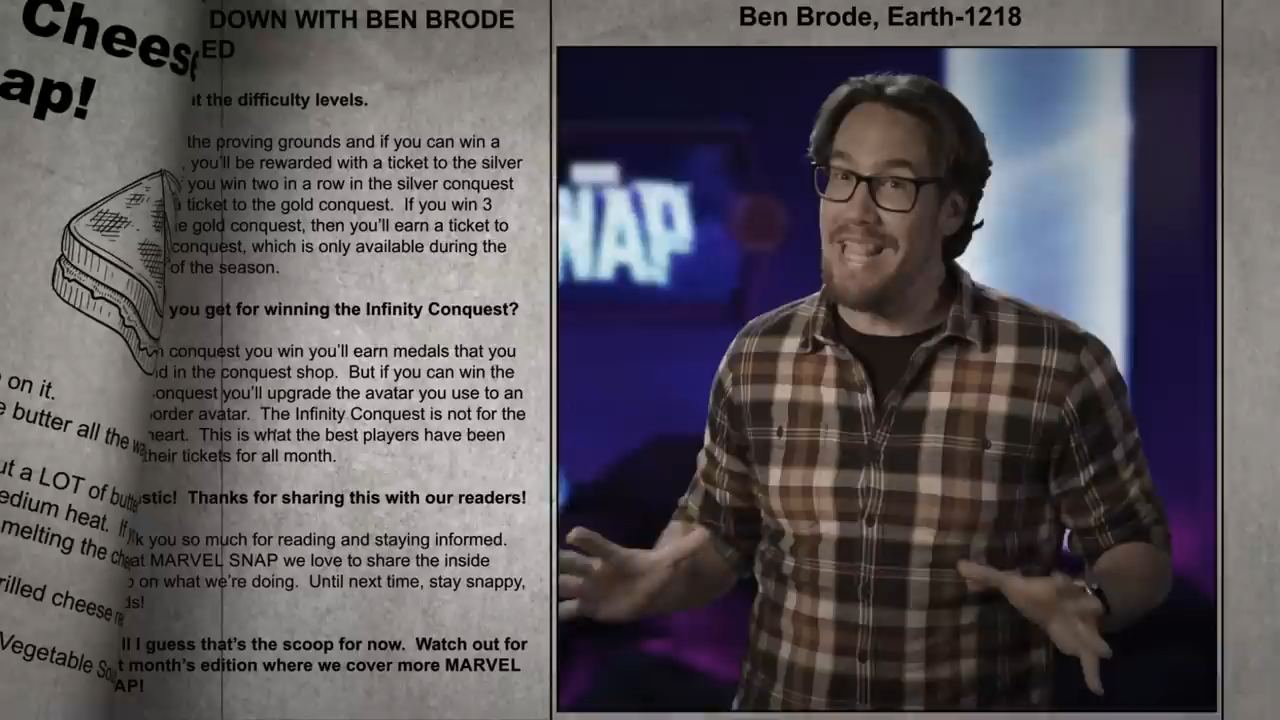 Chees
ap!
on it.
butter all the
ut a LOT of
edium heat. If
melting the
rilled cheese
Vegetable
DOWN WITH BEN BRODE
ED
it the difficulty levels.
the proving grounds and if you can win a
you'll be rewarded with a ticket to the silver
you win two in a row in the silver conquest
ticket to the gold conquest. If you win 3
e gold conquest, then you'll earn a ticket to
conquest, which is only available during the
of the season.
you get for winning the Infinity Conquest?
conquest you win you'll earn medals that you
d in the conquest shop. But if you can win the
onquest you'll upgrade the avatar you use to an
order avatar. The Infinity Conquest is not for the
heart. This is what the best players have been
their tickets for all month.
stic! Thanks for sharing this with our readers!
k you so much for reading and staying informed.
at MARVEL SNAP we love to share the inside
on what we're doing. Until next time, stay snappy,
ds!
ll I guess that's the scoop for now. Watch out for
t month's edition where we cover more MARVEL
AP!
Ben Brode, Earth-1218
NAP